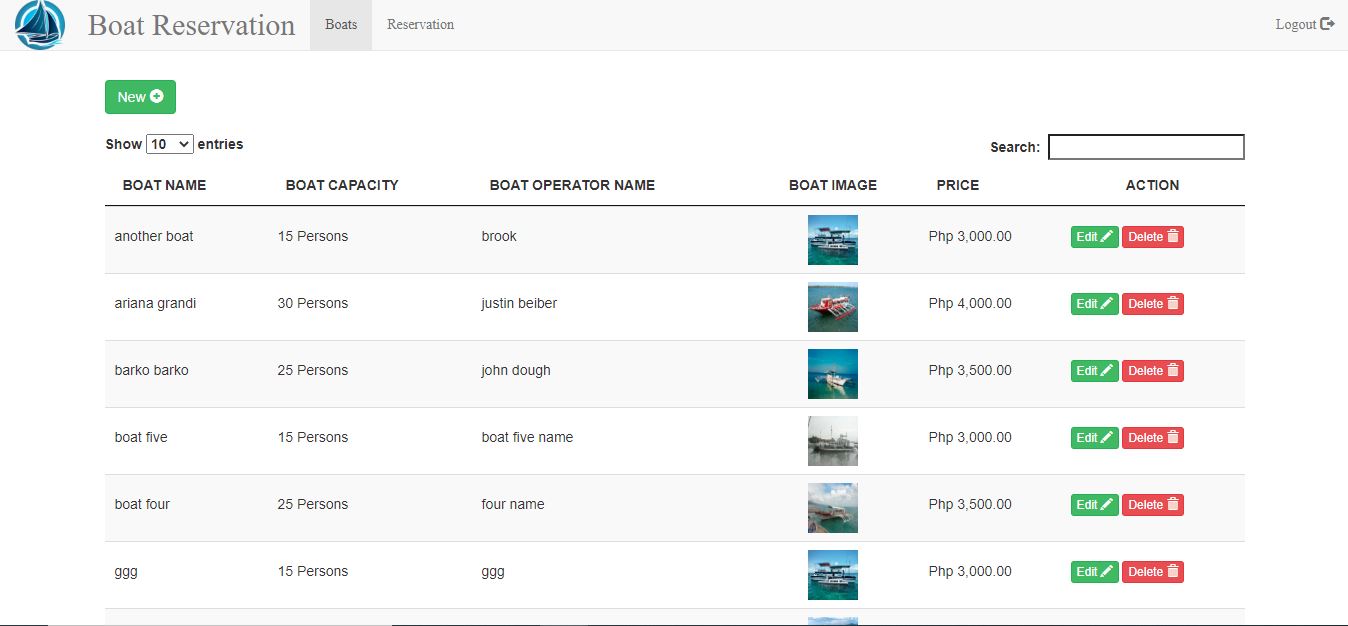 Boat Reservation Boats Reservation Logout
New
Show 10 entries Search:
BOAT NAME BOAT CAPACITY BOAT OPERATOR NAME BOAT IMAGE PRICE ACTION
another boat 15 Persons brook Php 3,000.00 Edit Delete
ariana grandi 30 Persons justin beiber Php 4,000.00 Edit Delete
barko barko 25 Persons john dough Php 3,500.00 Edit Delete
boat five 15 Persons boat five name Php 3,000.00 Edit Delete
boat four 25 Persons four name Php 3,500.00 Edit Delete
ggg 15 Persons ggg Php 3,000.00 Edit Delete